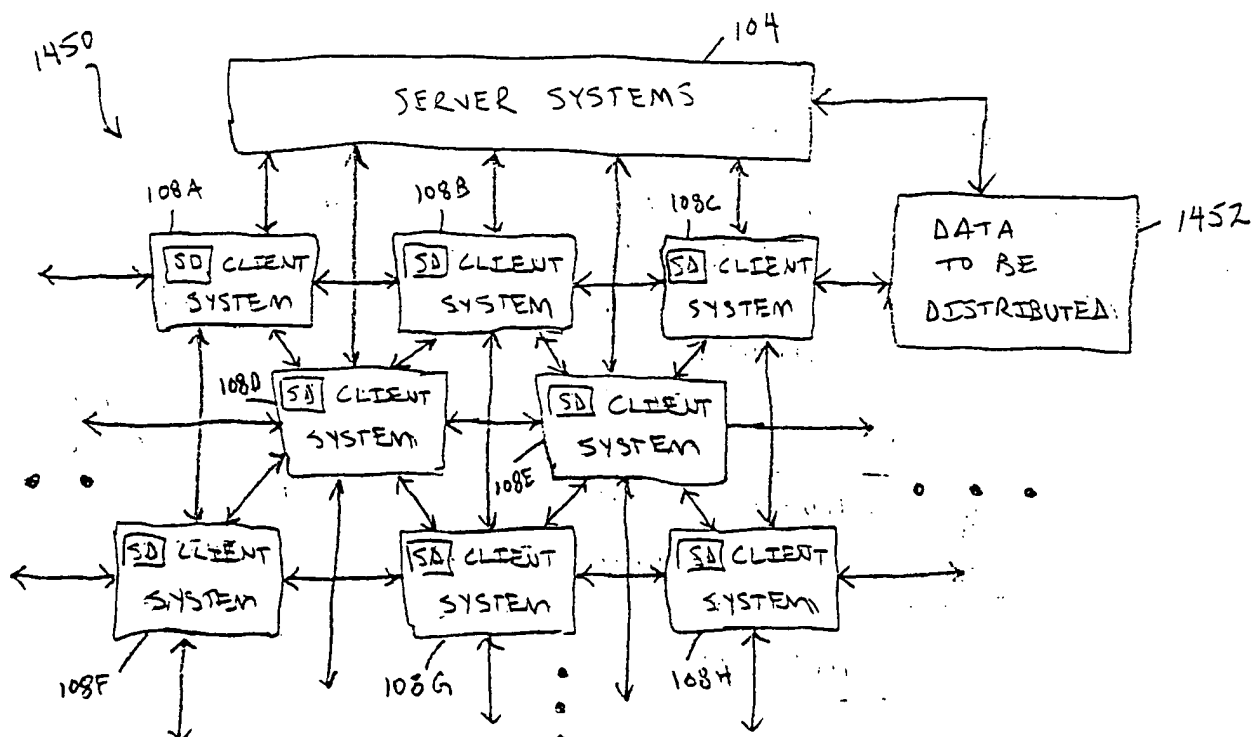 1450
104
SERVER SYSTEMS
108A
108B
108C
1452
SD CLIENT
SYSTEM
SD CLIENT
SYSTEM
SD CLIENT
SYSTEM
DATA
TO BE
DISTRIBUTED
108D
SD CLIENT
SYSTEM
108E
SD CLIENT
SYSTEM
SD CLIENT
SYSTEM
SD CLIENT
SYSTEM
SD CLIENT
SYSTEM
108F
108G
108H